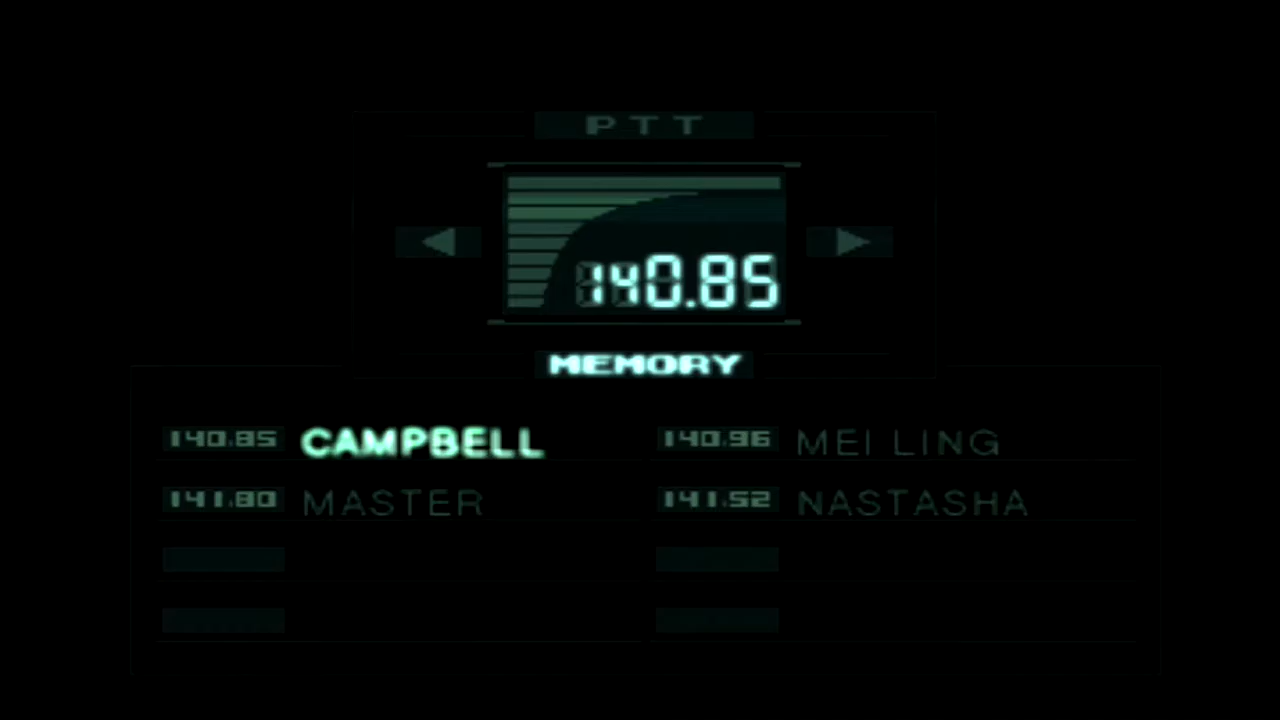 PTT
140.85
MEMORY
140.85 CAMPBELL 140.96 MEI LING
141.80 MASTER 141.52 NASTASHA